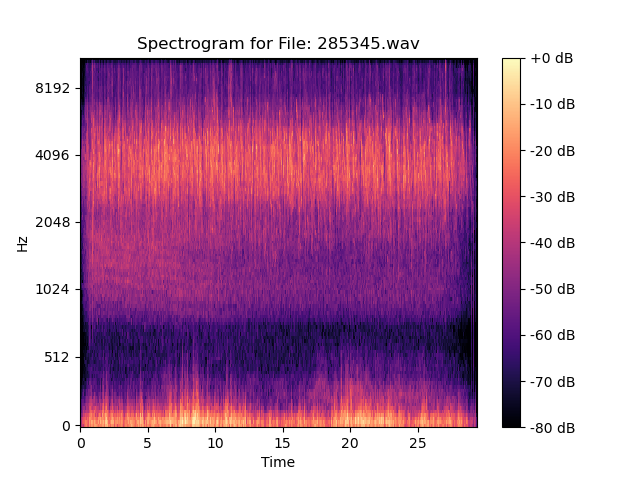 Spectrogram for File: 285345.wav
Hz
8192
4096
2048
1024
512
0
0 5 10 15 20 25
Time
+0 dB
-10 dB
-20 dB
-30 dB
-40 dB
-50 dB
-60 dB
-70 dB
-80 dB